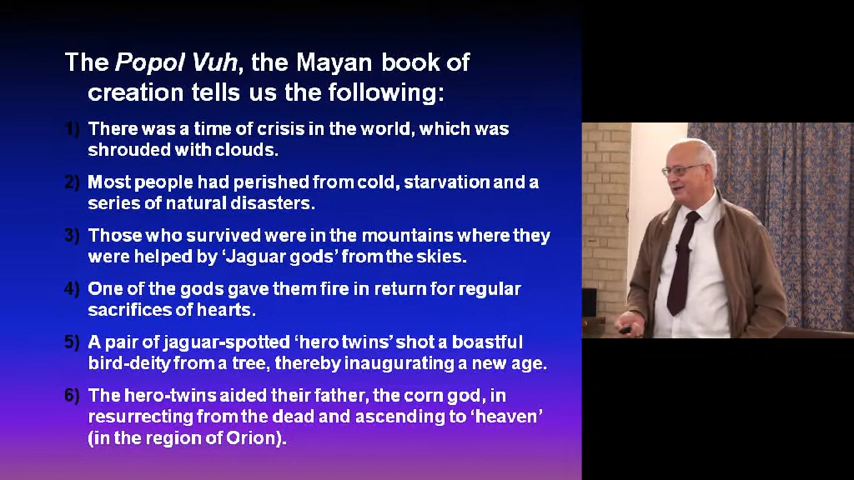 The Popol Vuh, the Mayan book of
creation tells us the following:
1) There was a time of crisis in the world, which was
shrouded with clouds.
2) Most people had perished from cold, starvation and a
series of natural disasters.
3) Those who survived were in the mountains where they
were helped by ‘Jaguar gods’ from the skies.
4) One of the gods gave them fire in return for regular
sacrifices of hearts.
5) A pair of jaguar-spotted ‘hero twins’ shot a boastful
bird-deity from a tree, thereby inaugurating a new age.
6) The hero-twins aided their father, the corn god, in
resurrecting from the dead and ascending to ‘heaven’
(in the region of Orion).